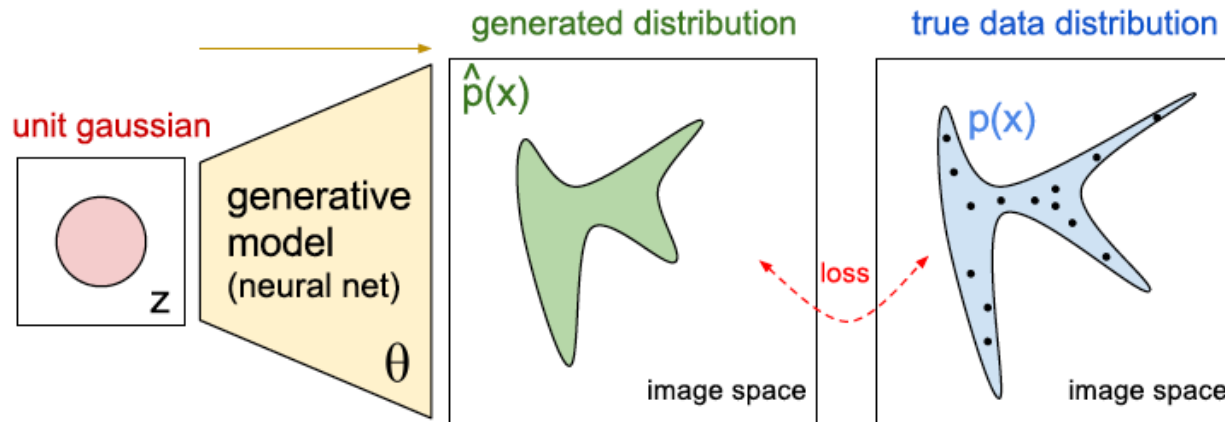 generated distribution
true data distribution
p̂(x)
p(x)
unit gaussian
generative
model
(neural net)
z
θ
loss
image space
image space